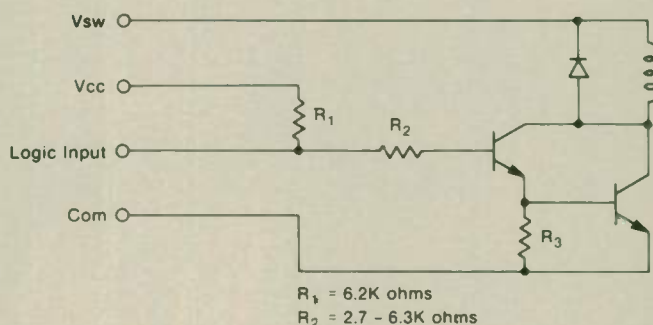 Vsw
Vcc
R1
R2
Logic Input
Com
R3
R1 = 6.2K ohms
R2 = 2.7 - 6.3K ohms